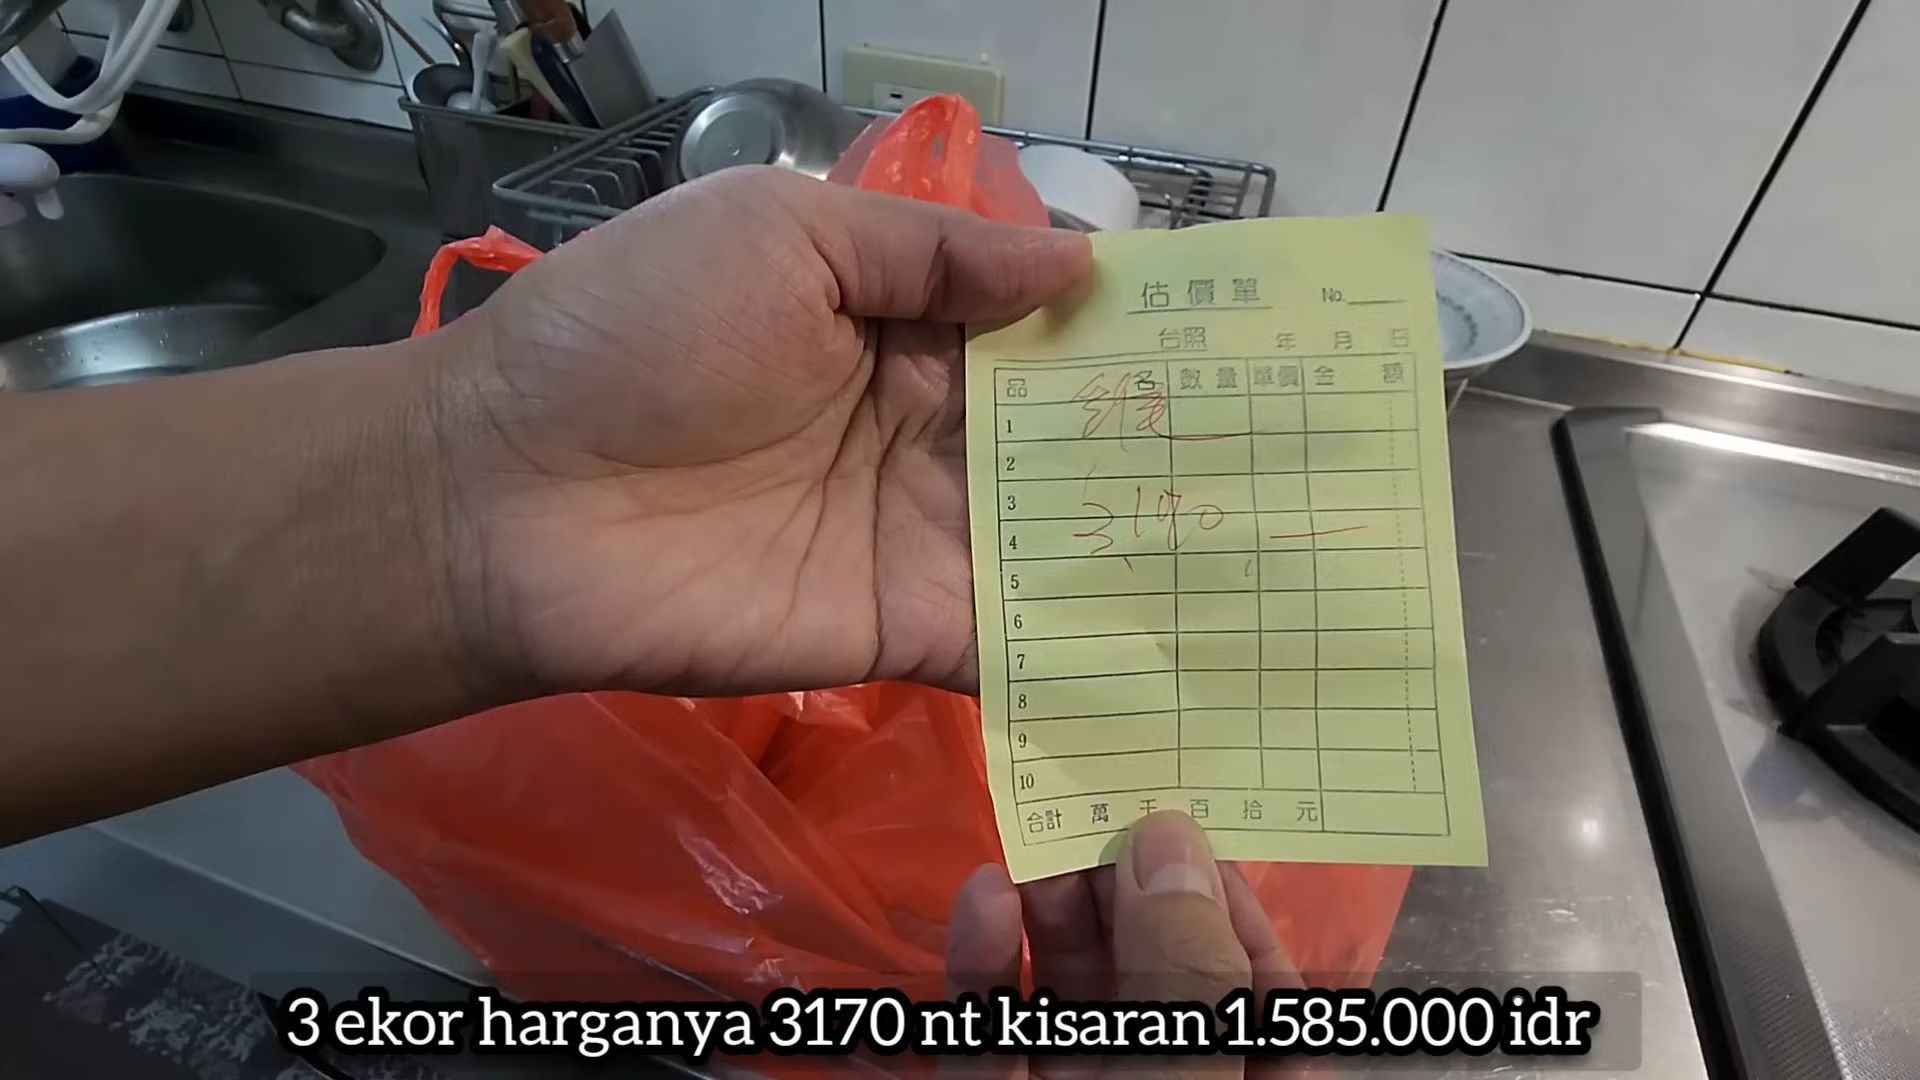 估價單 No.
台照 年 月 日
品名 數量 單價 金額
1
2
3
4
5
6
7
8
9
10
合計 萬 千 百 拾 元
3 ekor harganya 3170 nt kisaran 1.585.000 idr